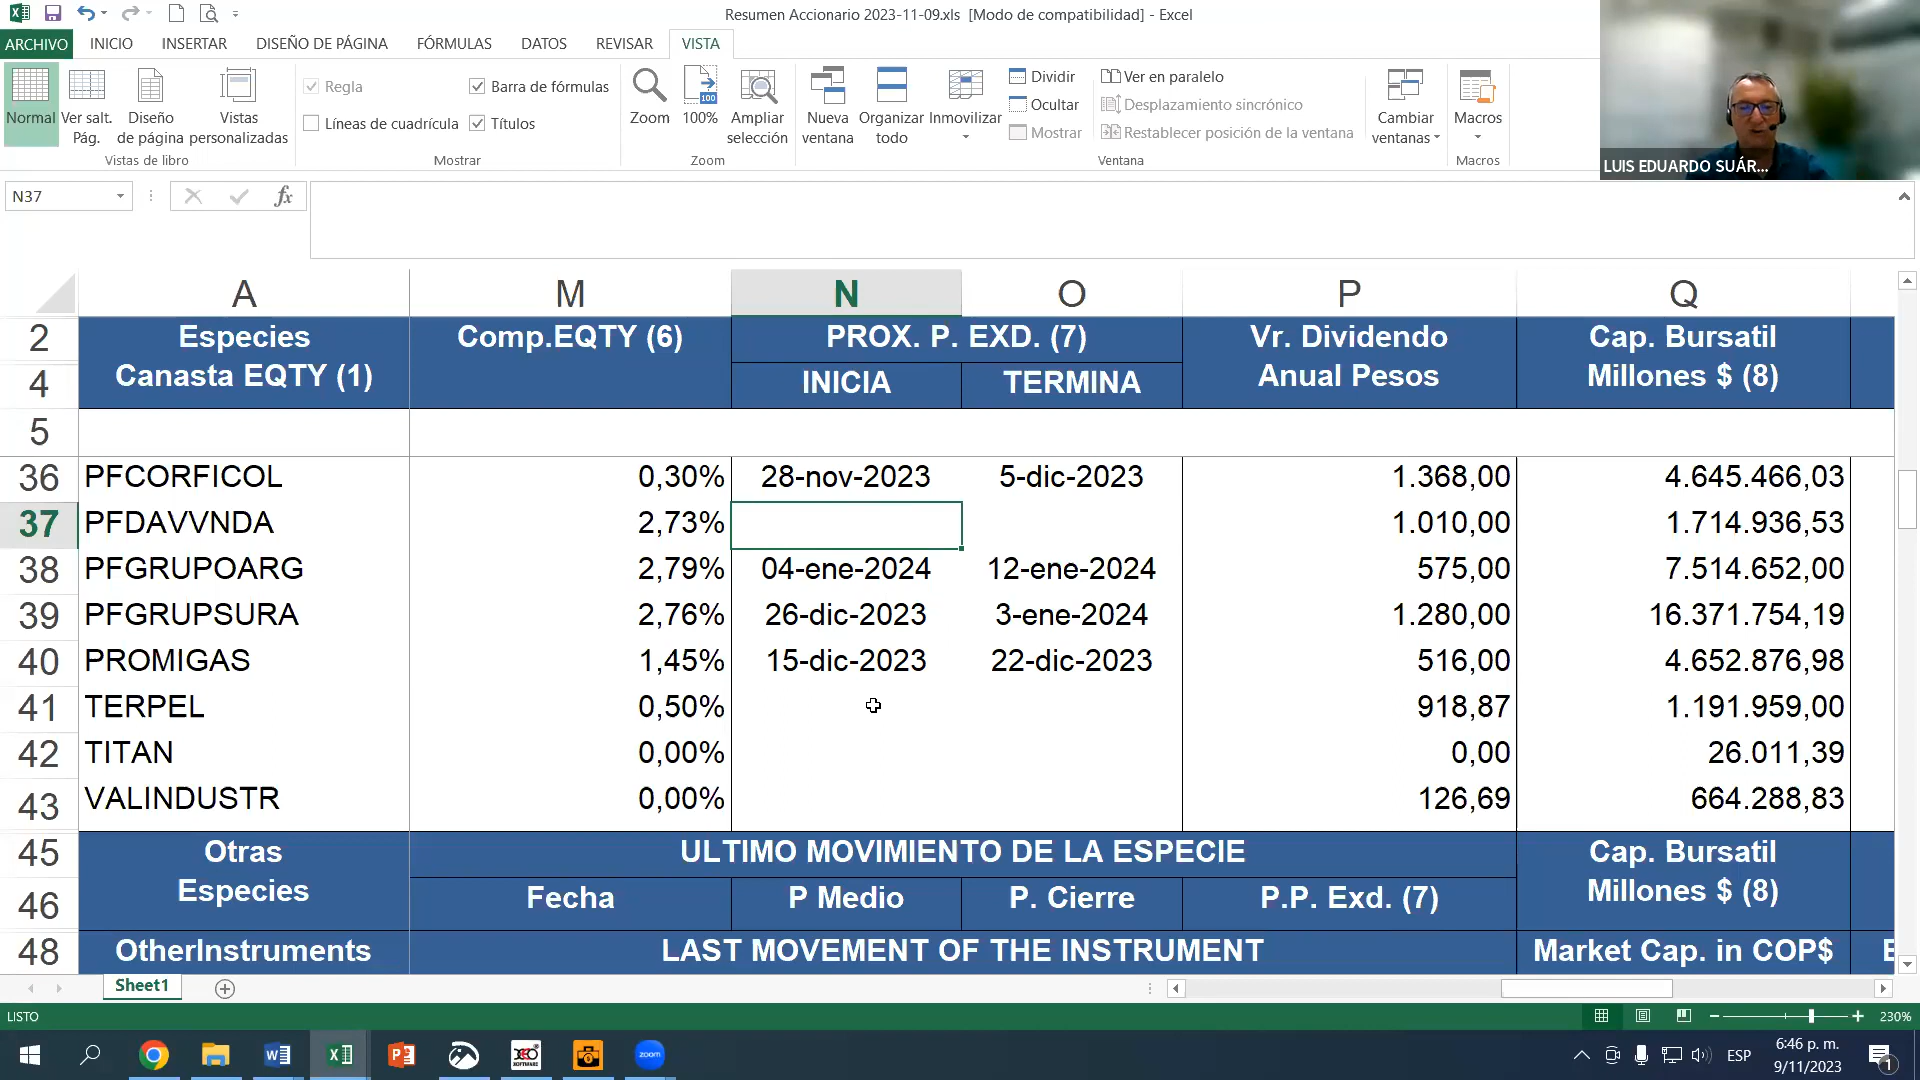 Resumen Accionario 2023-11-09.xls [Modo de compatibilidad] - Excel
ARCHIVO INICIO INSERTAR DISEÑO DE PÁGINA FÓRMULAS DATOS REVISAR VISTA
Normal
Ver salt. Pág.
Diseño de página
Vistas personalizadas
Vistas de libro
Regla
Barra de fórmulas
Líneas de cuadrícula
Títulos
Mostrar
Zoom
100
100%
Ampliar selección
Zoom
Nueva ventana
Organizar todo
Inmovilizar
Dividir
Ocultar
Mostrar
Ver en paralelo
Desplazamiento sincrónico
Restablecer posición de la ventana
Ventana
Cambiar ventanas
Macros
Macros
LUIS EDUARDO SUÁR...
N37
fx
A M N O P Q
2 Especies Comp.EQTY (6) PROX. P. EXD. (7) Vr. Dividendo Cap. Bursatil
4 Canasta EQTY (1) INICIA TERMINA Anual Pesos Millones $ (8)
5
36 PFCORFICOL 0,30% 28-nov-2023 5-dic-2023 1.368,00 4.645.466,03
37 PFDAVVNDA 2,73% 1.010,00 1.714.936,53
38 PFGRUPOARG 2,79% 04-ene-2024 12-ene-2024 575,00 7.514.652,00
39 PFGRUPSURA 2,76% 26-dic-2023 3-ene-2024 1.280,00 16.371.754,19
40 PROMIGAS 1,45% 15-dic-2023 22-dic-2023 516,00 4.652.876,98
41 TERPEL 0,50% 918,87 1.191.959,00
42 TITAN 0,00% 0,00 26.011,39
43 VALINDUSTR 0,00% 126,69 664.288,83
45 Otras ULTIMO MOVIMIENTO DE LA ESPECIE Cap. Bursatil
46 Especies Fecha P Medio P. Cierre P.P. Exd. (7) Millones $ (8)
48 OtherInstruments LAST MOVEMENT OF THE INSTRUMENT Market Cap. in COP$ E
Sheet1
LISTO
230%
zoom
ESP
6:46 p. m.
9/11/2023
1